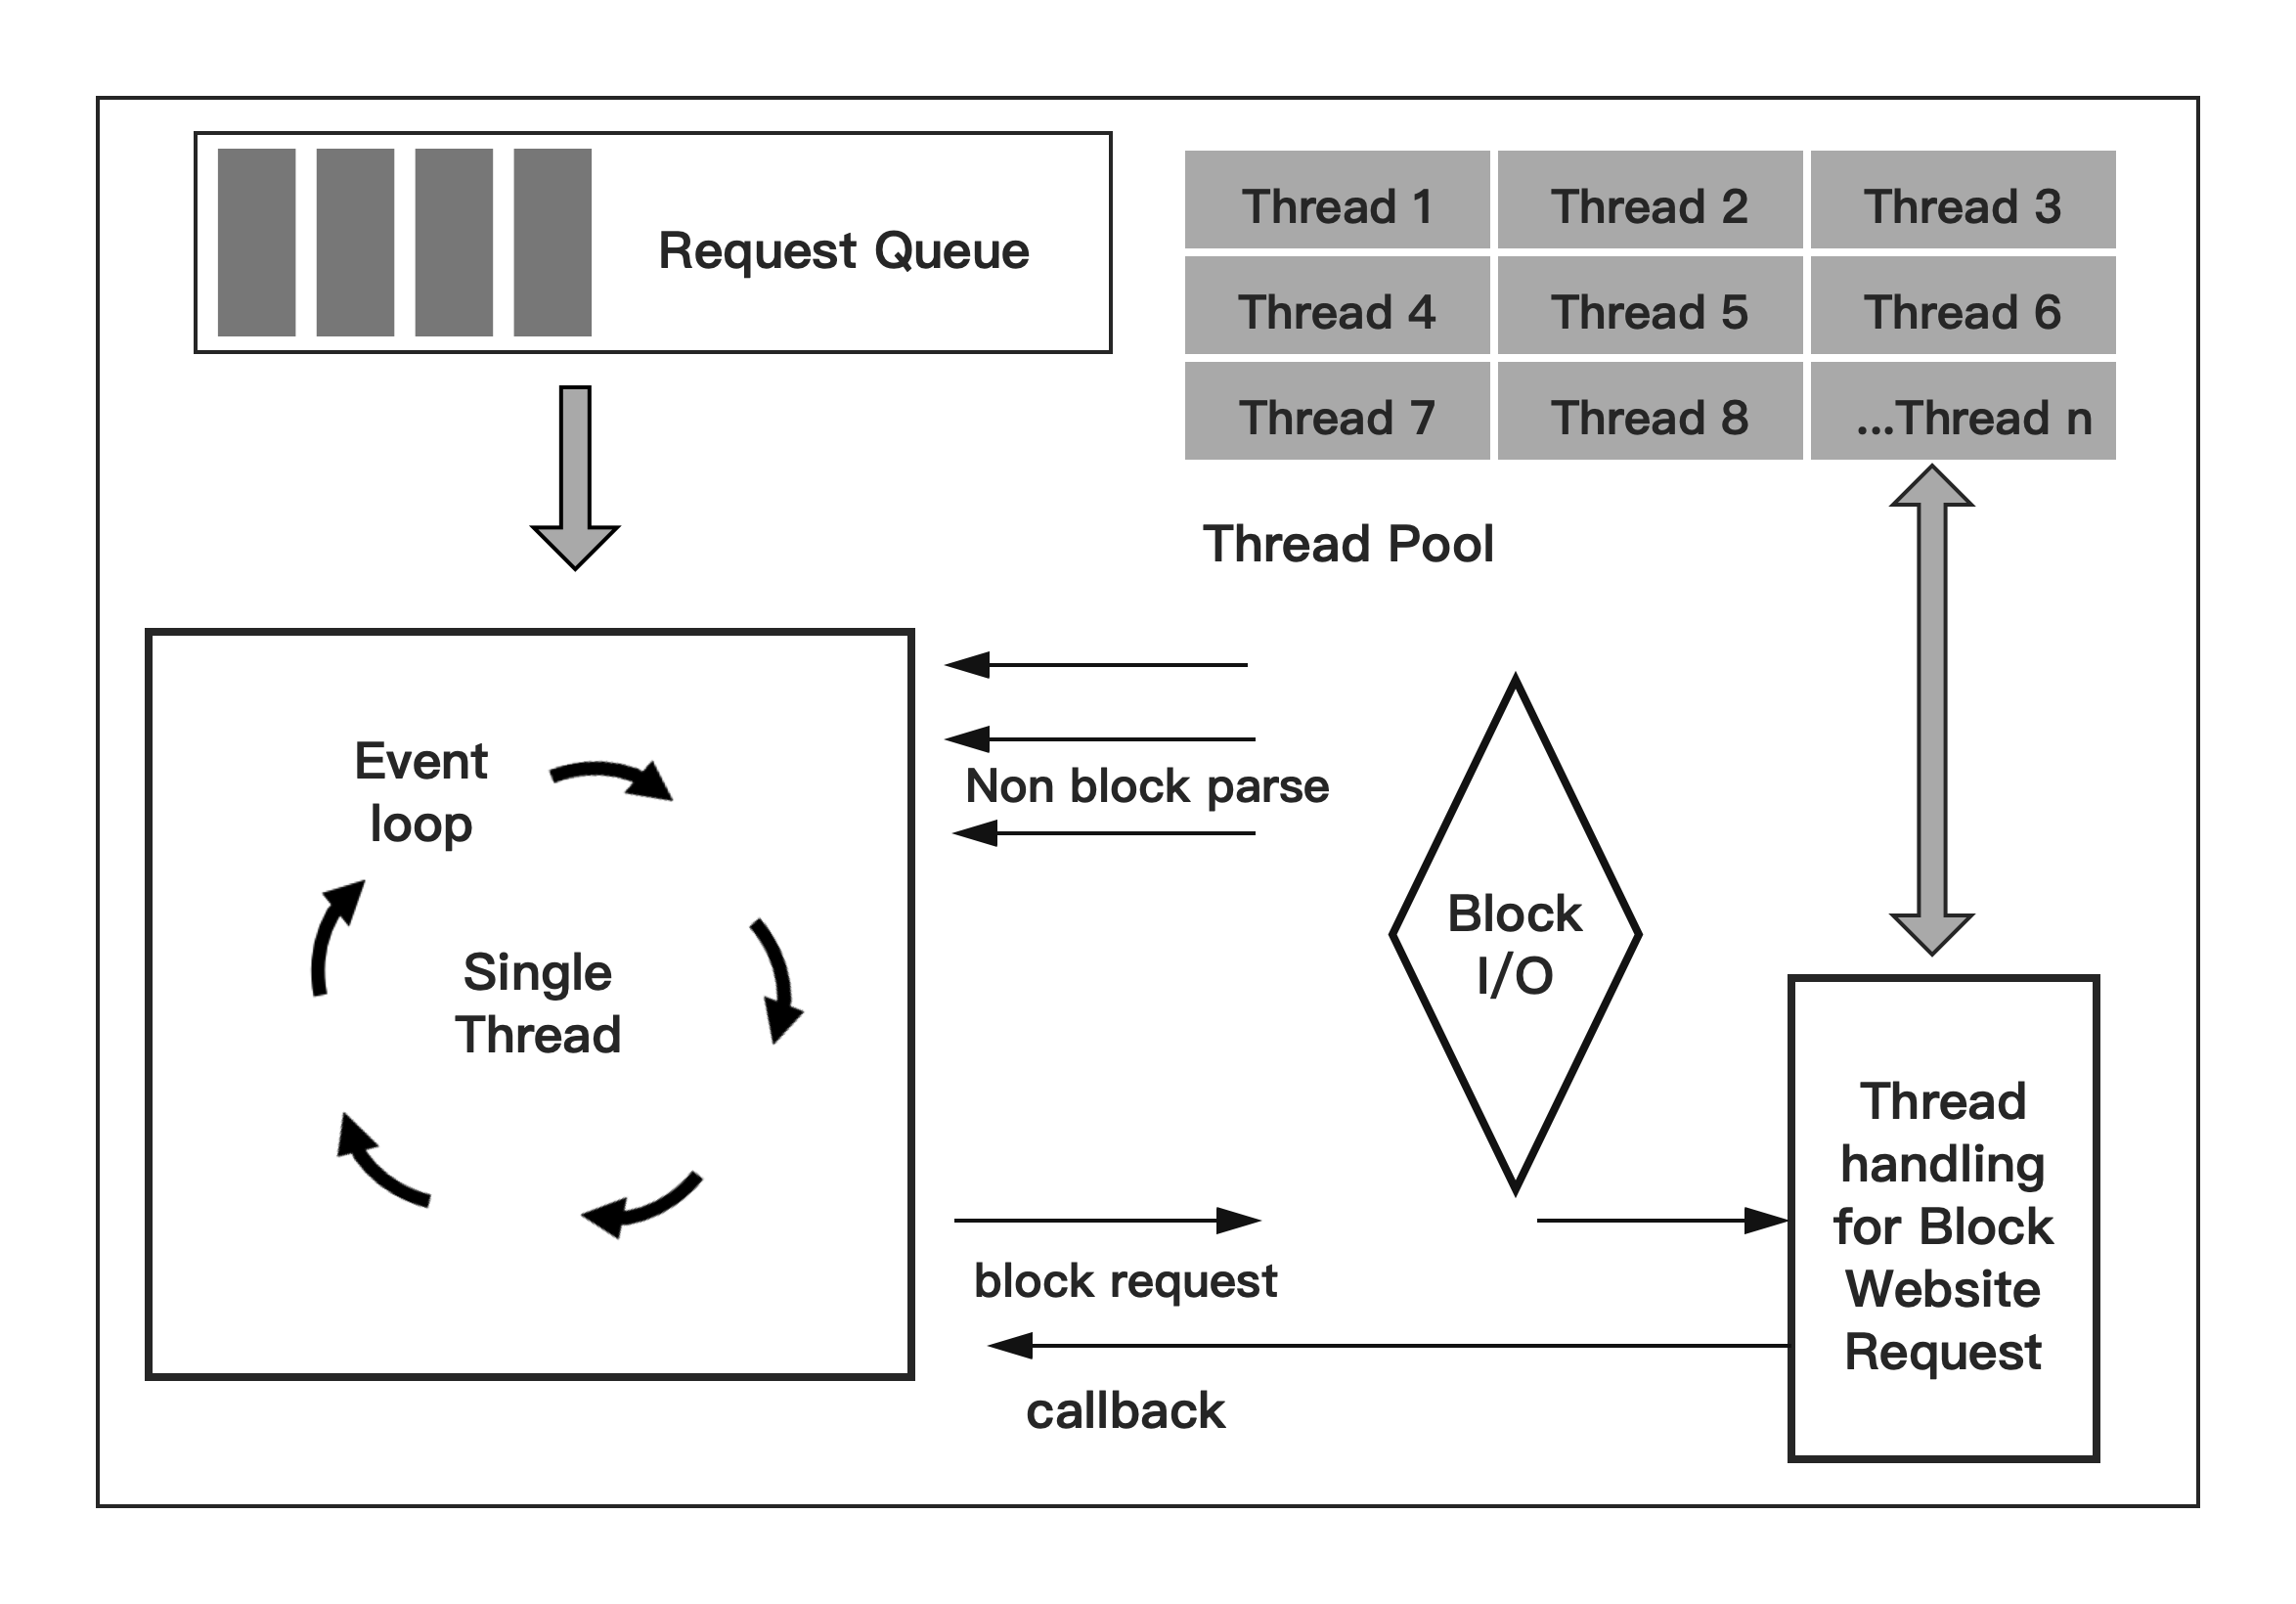 Request Queue
Thread 1
Thread 2
Thread 3
Thread 4
Thread 5
Thread 6
Thread 7
Thread 8
...Thread n
Thread Pool
Event
loop
Single
Thread
Non block parse
Block
I/O
block request
callback
Thread
handling
for Block
Website
Request